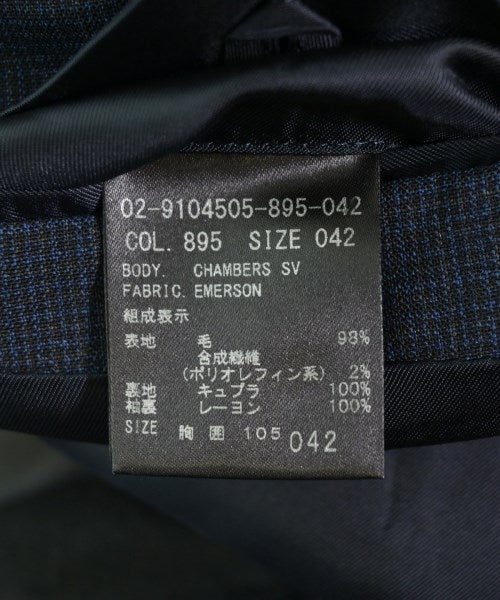 02-9104505-895-042
COL. 895 SIZE 042
BODY. CHAMBERS SV
FABRIC. EMERSON
組成表示
表地 毛 98%
合成繊維
(ポリオレフィン系) 2%
裏地 キュプラ 100%
袖裏 レーヨン 100%
SIZE 胸囲 105 042